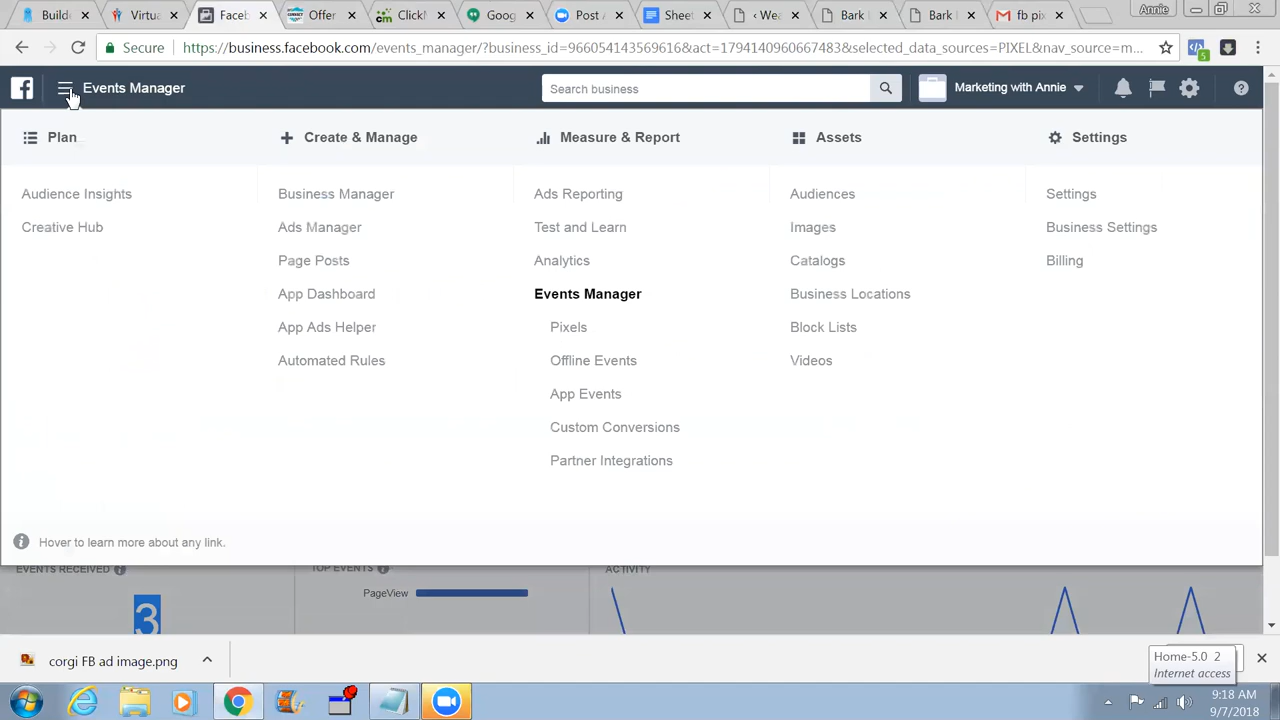 Builde
Virtua
Faceb
Offer
ClickM
Goog
Post A
Sheet
‹ Wea
Bark I
Bark I
fb pix
Annie
Secure
https://business.facebook.com/events_manager/?business_id=966054143569616&act=1794140960667483&selected_data_sources=PIXEL&nav_source=m...
5
Events Manager
Search business
Marketing with Annie
Plan
Create & Manage
Measure & Report
Assets
Settings
Audience Insights
Business Manager
Ads Reporting
Audiences
Settings
Creative Hub
Ads Manager
Test and Learn
Images
Business Settings
Page Posts
Analytics
Catalogs
Billing
App Dashboard
Events Manager
Business Locations
App Ads Helper
Pixels
Block Lists
Automated Rules
Offline Events
Videos
App Events
Custom Conversions
Partner Integrations
Hover to learn more about any link.
EVENTS RECEIVED
TOP EVENTS
ACTIVITY
PageView
3
corgi FB ad image.png
Home-5.0 2
Internet access
9:18 AM
9/7/2018